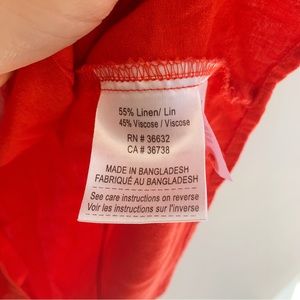 55% Linen/ Lin
45% Viscose / Viscose
RN # 36632
CA # 36738
MADE IN BANGLADESH
FABRIQUÉ AU BANGLADESH
See care instructions on reverse
Voir les instructions sur l'inverse